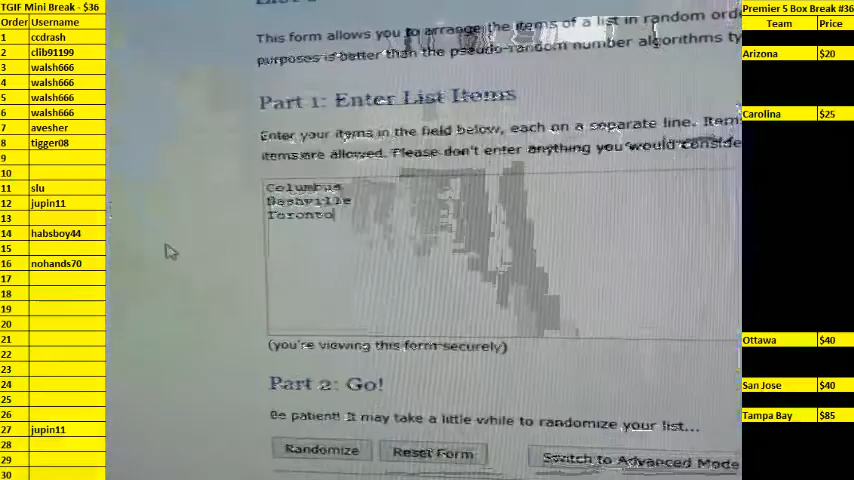 TGIF Mini Break - $36
Order Username
1 ccdrash
2 clib91199
3 walsh666
4 walsh666
5 walsh666
6 walsh666
7 avesher
8 tigger08
9
10
11 slu
12 jupin11
13
14 habsboy44
15
16 nohands70
17
18
19
20
21
22
23
24
25
26
27 jupin11
28
29
30
This form allows you to arrange the items of a list in random
purposes is better than the pseudo-random number algorithms
Part 1: Enter List Items
Enter your items in the field below, each on a separate line.
items are allowed. Please don't enter anything you would
Columbus
Nashville
Toronto
(you're viewing this form securely)
Part 2: Go!
Be patient! It may take a little while to randomize your list...
Randomize Reset Form Switch to Advanced Mode
Premier 5 Box Break #36
Team Price
Arizona $20
Carolina $25
Ottawa $40
San Jose $40
Tampa Bay $85